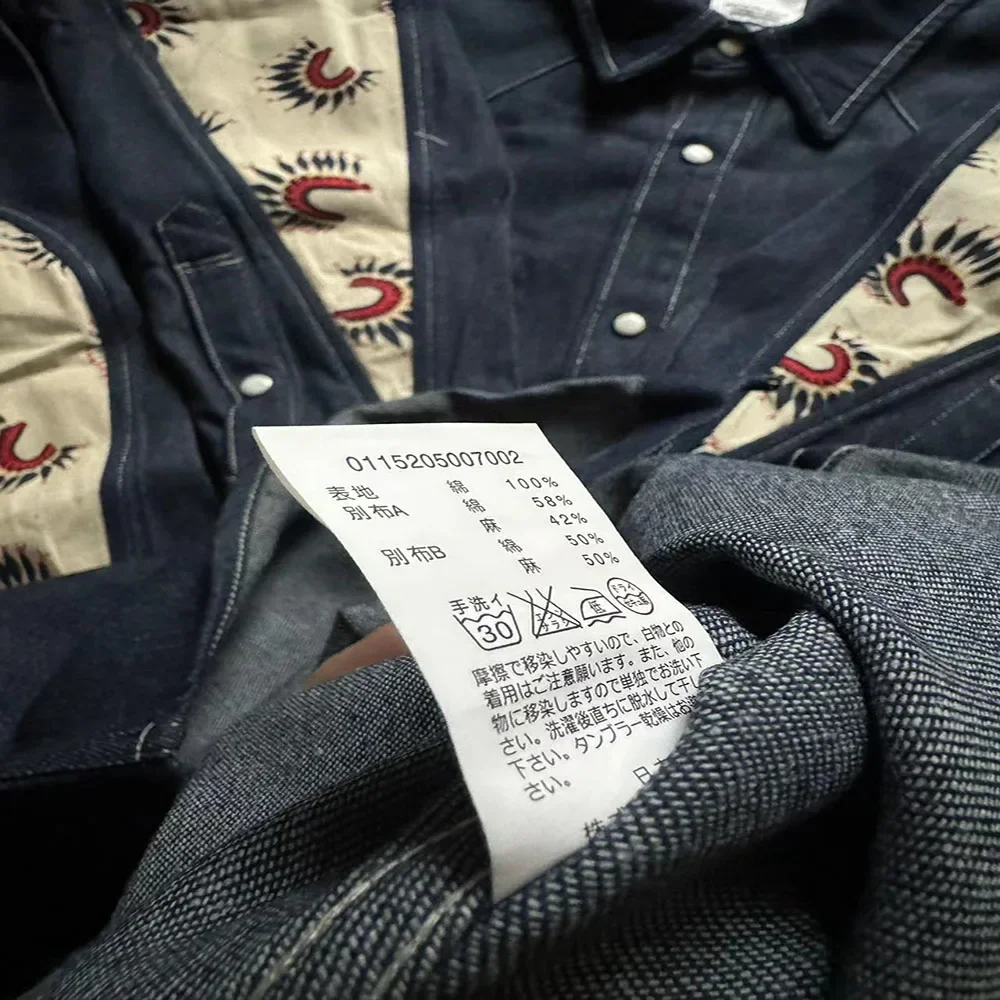 0115205007002
表地 綿 100%
別布A 綿 58%
麻 42%
別布B 綿 50%
麻 50%
手洗イ
30
ドライ
摩擦で移染しやすいので、白物との
着用はご注意願います。また、他の
物に移染しますので単独でお洗い下
さい。洗濯後直ちに脱水して干し
下さい。タンブラー乾燥はお
さい。